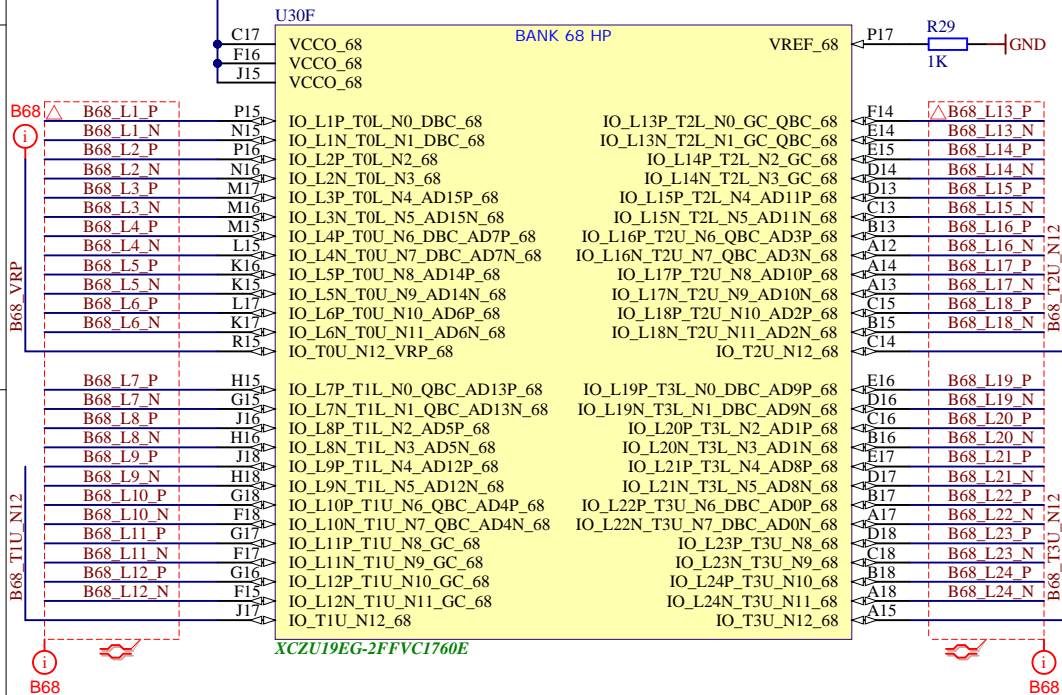 U30F
BANK 68 HP
C17 VCCO_68
F16 VCCO_68
J15 VCCO_68
VREF_68 P17
R29
1K
GND
B68
B68_L1_P P15 IO_L1P_T0L_N0_DBC_68
B68_L1_N N15 IO_L1N_T0L_N1_DBC_68
B68_L2_P P16 IO_L2P_T0L_N2_68
B68_L2_N N16 IO_L2N_T0L_N3_68
B68_L3_P M17 IO_L3P_T0L_N4_AD15P_68
B68_L3_N M16 IO_L3N_T0L_N5_AD15N_68
B68_L4_P M15 IO_L4P_T0U_N6_DBC_AD7P_68
B68_L4_N L15 IO_L4N_T0U_N7_DBC_AD7N_68
B68_L5_P K16 IO_L5P_T0U_N8_AD14P_68
B68_L5_N K15 IO_L5N_T0U_N9_AD14N_68
B68_L6_P L17 IO_L6P_T0U_N10_AD6P_68
B68_L6_N K17 IO_L6N_T0U_N11_AD6N_68
B68_VRP R15 IO_T0U_N12_VRP_68
B68_L7_P H15 IO_L7P_T1L_N0_QBC_AD13P_68
B68_L7_N G15 IO_L7N_T1L_N1_QBC_AD13N_68
B68_L8_P J16 IO_L8P_T1L_N2_AD5P_68
B68_L8_N H16 IO_L8N_T1L_N3_AD5N_68
B68_L9_P J18 IO_L9P_T1L_N4_AD12P_68
B68_L9_N H18 IO_L9N_T1L_N5_AD12N_68
B68_L10_P G18 IO_L10P_T1U_N6_QBC_AD4P_68
B68_L10_N F18 IO_L10N_T1U_N7_QBC_AD4N_68
B68_L11_P G17 IO_L11P_T1U_N8_GC_68
B68_L11_N F17 IO_L11N_T1U_N9_GC_68
B68_L12_P G16 IO_L12P_T1U_N10_GC_68
B68_L12_N F15 IO_L12N_T1U_N11_GC_68
B68_T1U_N12 J17 IO_T1U_N12_68
IO_L13P_T2L_N0_GC_QBC_68 F14 B68_L13_P
IO_L13N_T2L_N1_GC_QBC_68 E14 B68_L13_N
IO_L14P_T2L_N2_GC_68 E15 B68_L14_P
IO_L14N_T2L_N3_GC_68 D14 B68_L14_N
IO_L15P_T2L_N4_AD11P_68 D13 B68_L15_P
IO_L15N_T2L_N5_AD11N_68 C13 B68_L15_N
IO_L16P_T2U_N6_QBC_AD3P_68 B13 B68_L16_P
IO_L16N_T2U_N7_QBC_AD3N_68 A12 B68_L16_N
IO_L17P_T2U_N8_AD10P_68 A14 B68_L17_P
IO_L17N_T2U_N9_AD10N_68 A13 B68_L17_N
IO_L18P_T2U_N10_AD2P_68 C15 B68_L18_P
IO_L18N_T2U_N11_AD2N_68 B15 B68_L18_N
IO_T2U_N12_68 C14 B68_T2U_N12
IO_L19P_T3L_N0_DBC_AD9P_68 E16 B68_L19_P
IO_L19N_T3L_N1_DBC_AD9N_68 D16 B68_L19_N
IO_L20P_T3L_N2_AD1P_68 C16 B68_L20_P
IO_L20N_T3L_N3_AD1N_68 B16 B68_L20_N
IO_L21P_T3L_N4_AD8P_68 E17 B68_L21_P
IO_L21N_T3L_N5_AD8N_68 D17 B68_L21_N
IO_L22P_T3U_N6_DBC_AD0P_68 B17 B68_L22_P
IO_L22N_T3U_N7_DBC_AD0N_68 A17 B68_L22_N
IO_L23P_T3U_N8_68 D18 B68_L23_P
IO_L23N_T3U_N9_68 C18 B68_L23_N
IO_L24P_T3U_N10_68 B18 B68_L24_P
IO_L24N_T3U_N11_68 A18 B68_L24_N
IO_T3U_N12_68 A15 B68_T3U_N12
XCZU19EG-2FFVC1760E
B68
B68